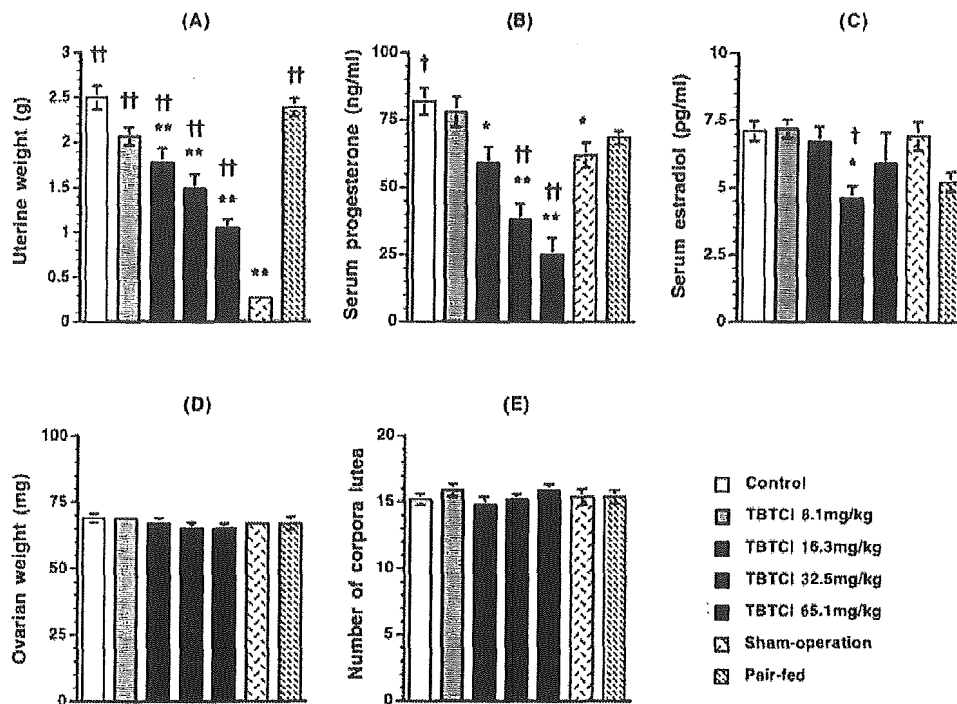 (A)
Uterine weight (g)
3
2.5
2
1.5
1
0.5
0
††
††
††
**
††
**
††
**
**
††
(B)
Serum progesterone (ng/ml)
100
75
50
25
0
†
*
††
**
††
**
*
(C)
Serum estradiol (pg/ml)
10
7.5
5
2.5
0
†
*
(D)
Ovarian weight (mg)
100
75
50
25
0
(E)
Number of corpora lutea
20
15
10
5
0
Control
TBTCl 8.1mg/kg
TBTCl 16.3mg/kg
TBTCl 32.5mg/kg
TBTCl 65.1mg/kg
Sham-operation
Pair-fed